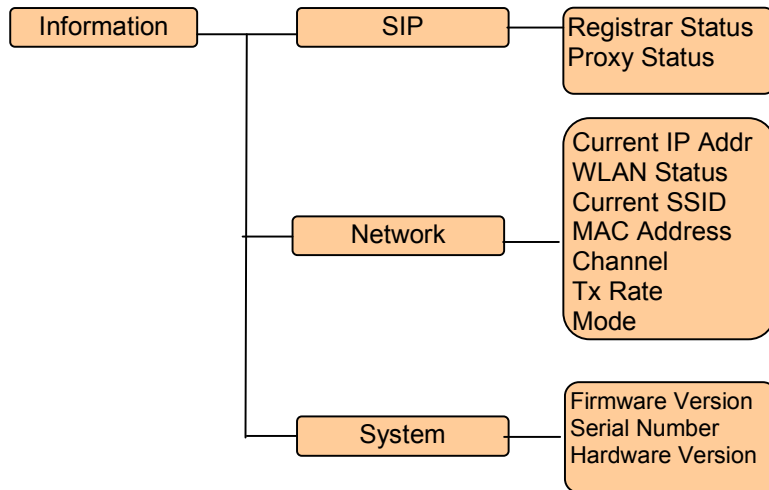 Information
SIP
Registrar Status
Proxy Status
Network
Current IP Addr
WLAN Status
Current SSID
MAC Address
Channel
Tx Rate
Mode
System
Firmware Version
Serial Number
Hardware Version